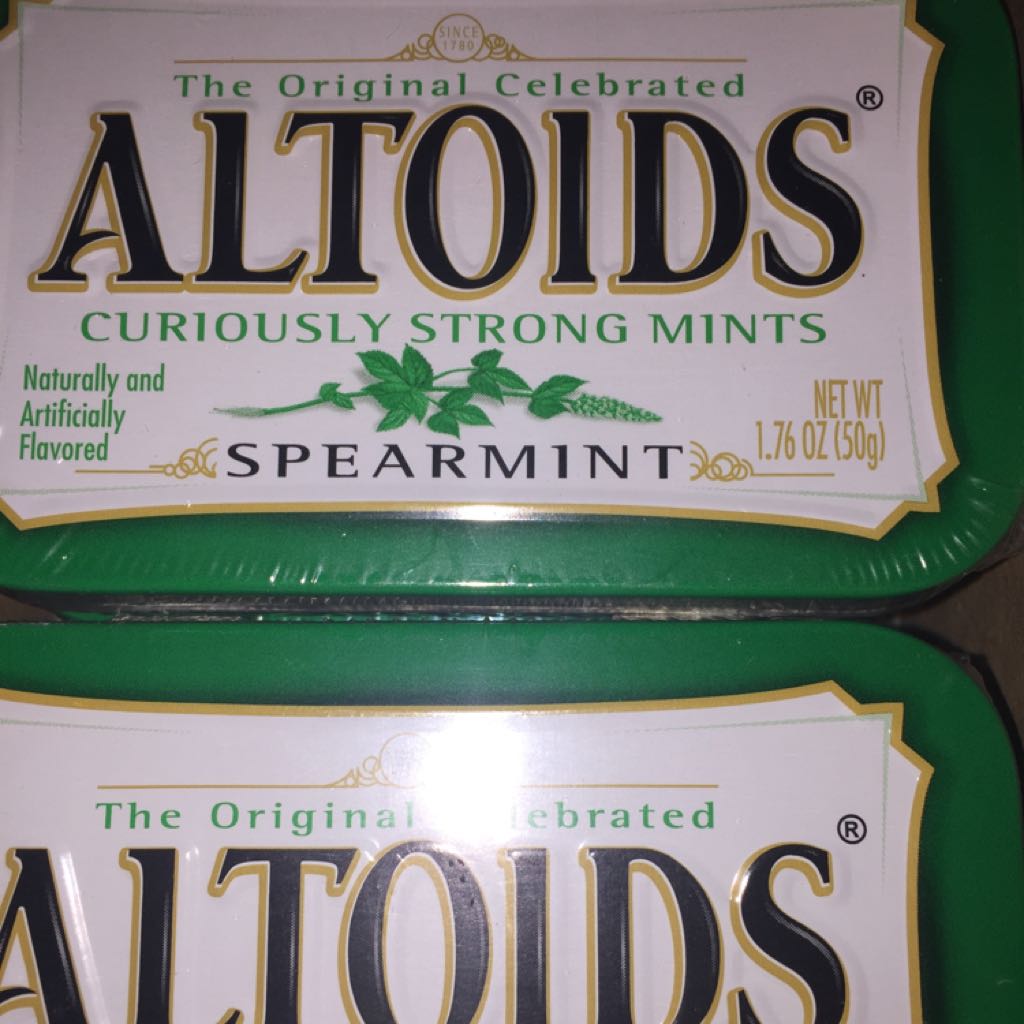 SINCE
1780
The Original Celebrated
ALTOIDS®
CURIOUSLY STRONG MINTS
Naturally and
Artificially
Flavored
NET WT
1.76 OZ (50g)
SPEARMINT
The Original lebrated
ALTOIDS®